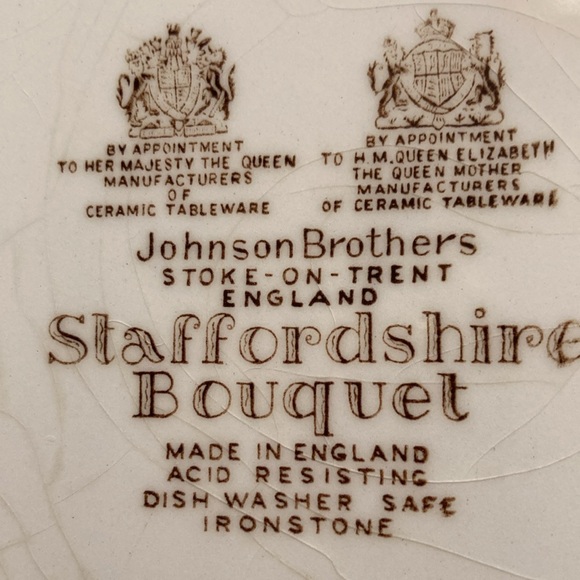 BY APPOINTMENT
TO HER MAJESTY THE QUEEN
MANUFACTURERS
OF
CERAMIC TABLEWARE
BY APPOINTMENT
TO H.M.QUEEN ELIZABETH
THE QUEEN MOTHER
MANUFACTURERS
OF CERAMIC TABLEWARE
Johnson Brothers
STOKE-ON-TRENT
ENGLAND
Staffordshire
Bouquet
MADE IN ENGLAND
ACID RESISTING
DISH WASHER SAFE
IRONSTONE